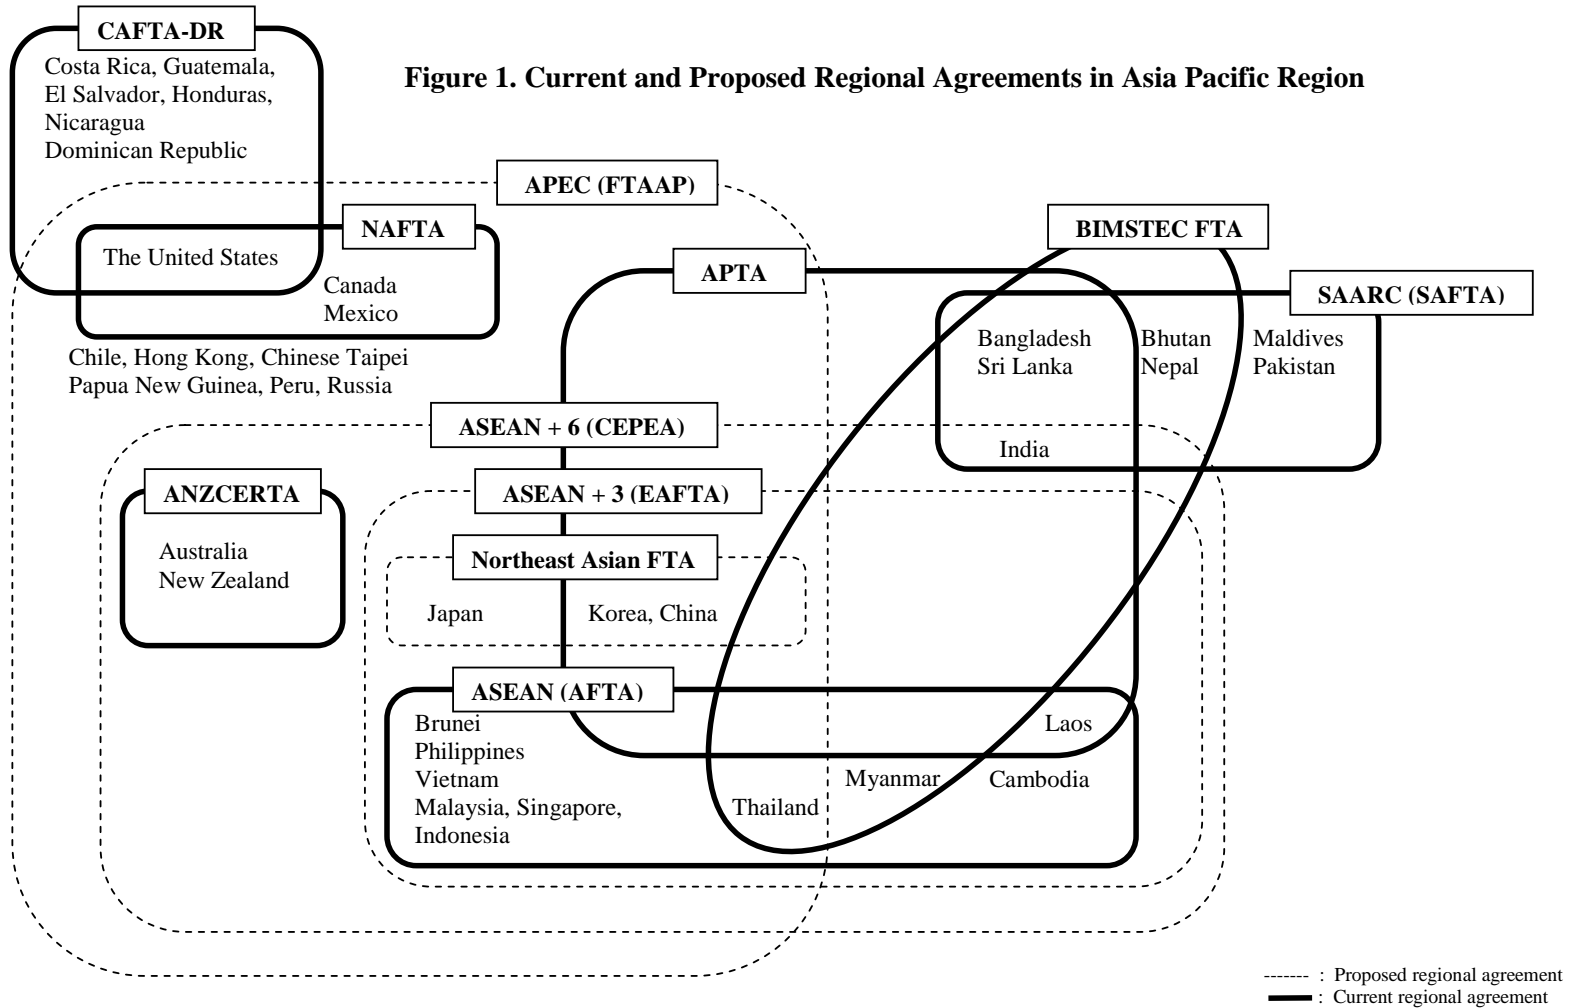 CAFTA-DR
Costa Rica, Guatemala,
El Salvador, Honduras,
Nicaragua
Dominican Republic
Figure 1. Current and Proposed Regional Agreements in Asia Pacific Region
APEC (FTAAP)
NAFTA
The United States
Canada
Mexico
Chile, Hong Kong, Chinese Taipei
Papua New Guinea, Peru, Russia
APTA
BIMSTEC FTA
SAARC (SAFTA)
Bangladesh
Sri Lanka
Bhutan
Nepal
Maldives
Pakistan
India
ASEAN + 6 (CEPEA)
ANZCERTA
Australia
New Zealand
ASEAN + 3 (EAFTA)
Northeast Asian FTA
Japan
Korea, China
ASEAN (AFTA)
Brunei
Philippines
Vietnam
Malaysia, Singapore,
Indonesia
Thailand
Myanmar
Cambodia
Laos
------- : Proposed regional agreement
: Current regional agreement